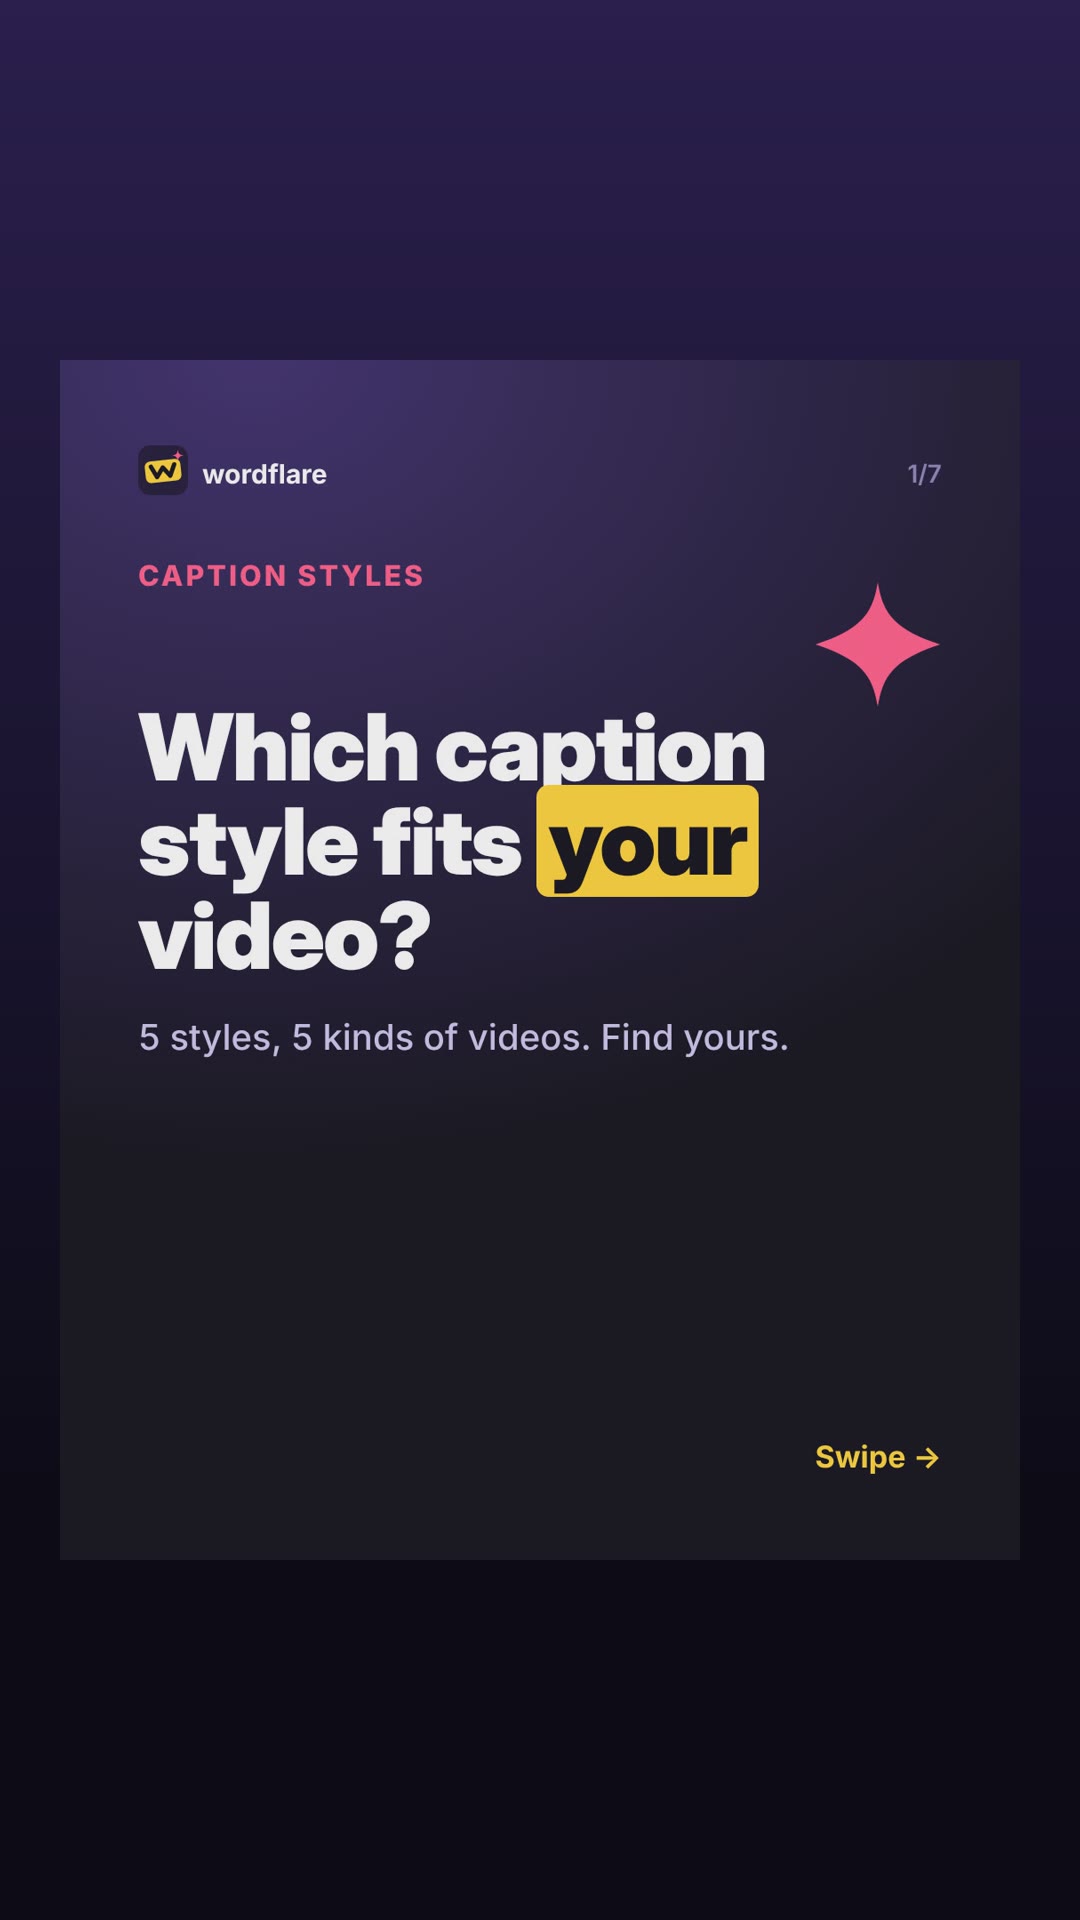 wordflare
1/7
CAPTION STYLES
Which caption
style fits your
video?
5 styles, 5 kinds of videos. Find yours.
Swipe →